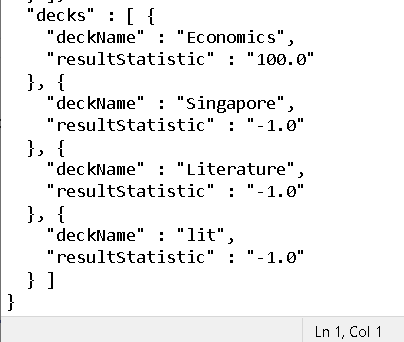 "decks" : [ {
"deckName" : "Economics",
"resultStatistic" : "100.0"
}, {
"deckName" : "Singapore",
"resultStatistic" : "-1.0"
}, {
"deckName" : "Literature",
"resultStatistic" : "-1.0"
}, {
"deckName" : "lit",
"resultStatistic" : "-1.0"
} ]
}
Ln 1, Col 1